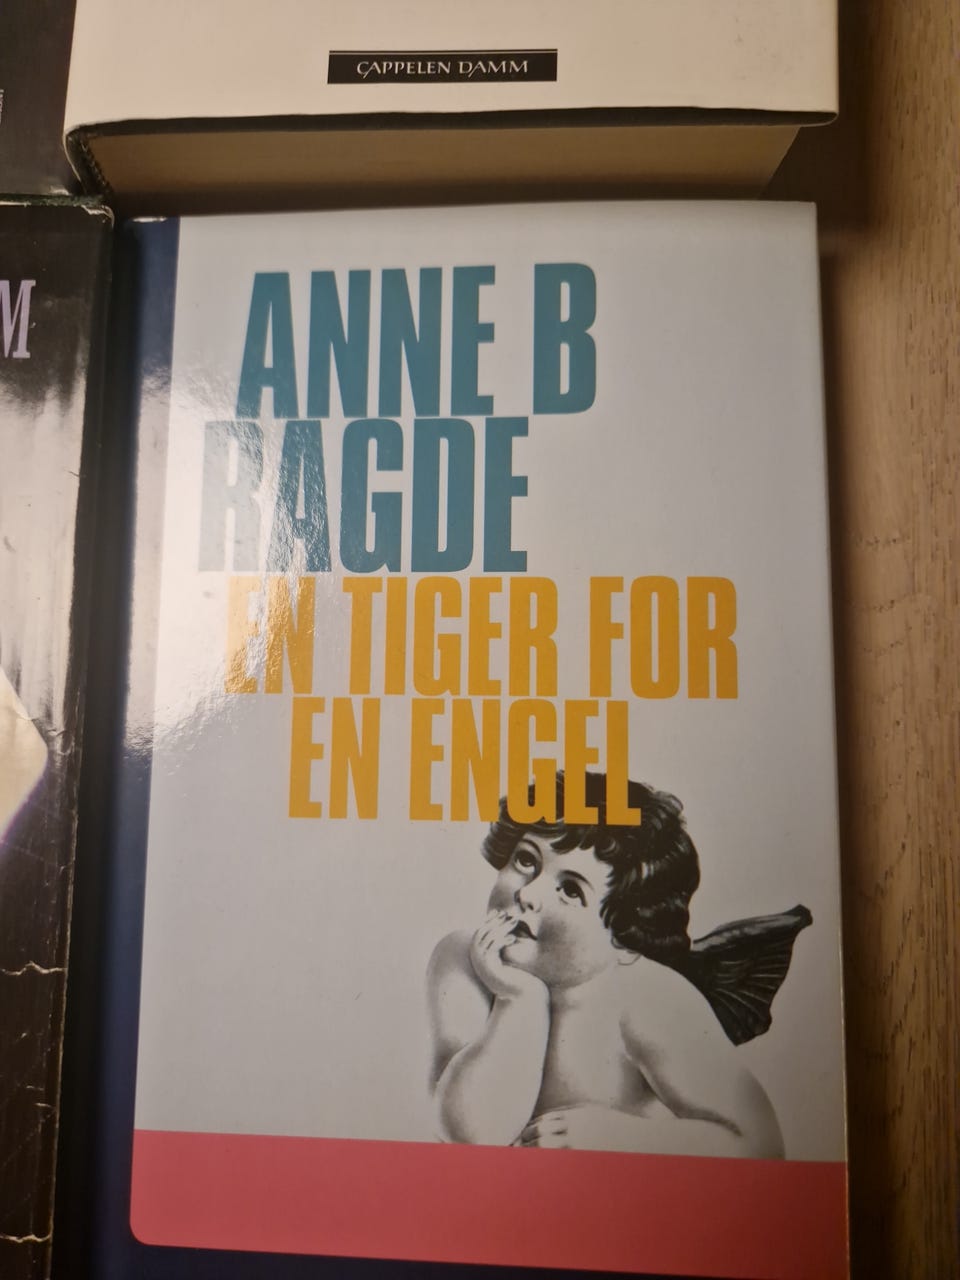 CAPPELEN DAMM
M
ANNE B
RAGDE
EN TIGER FOR
EN ENGEL